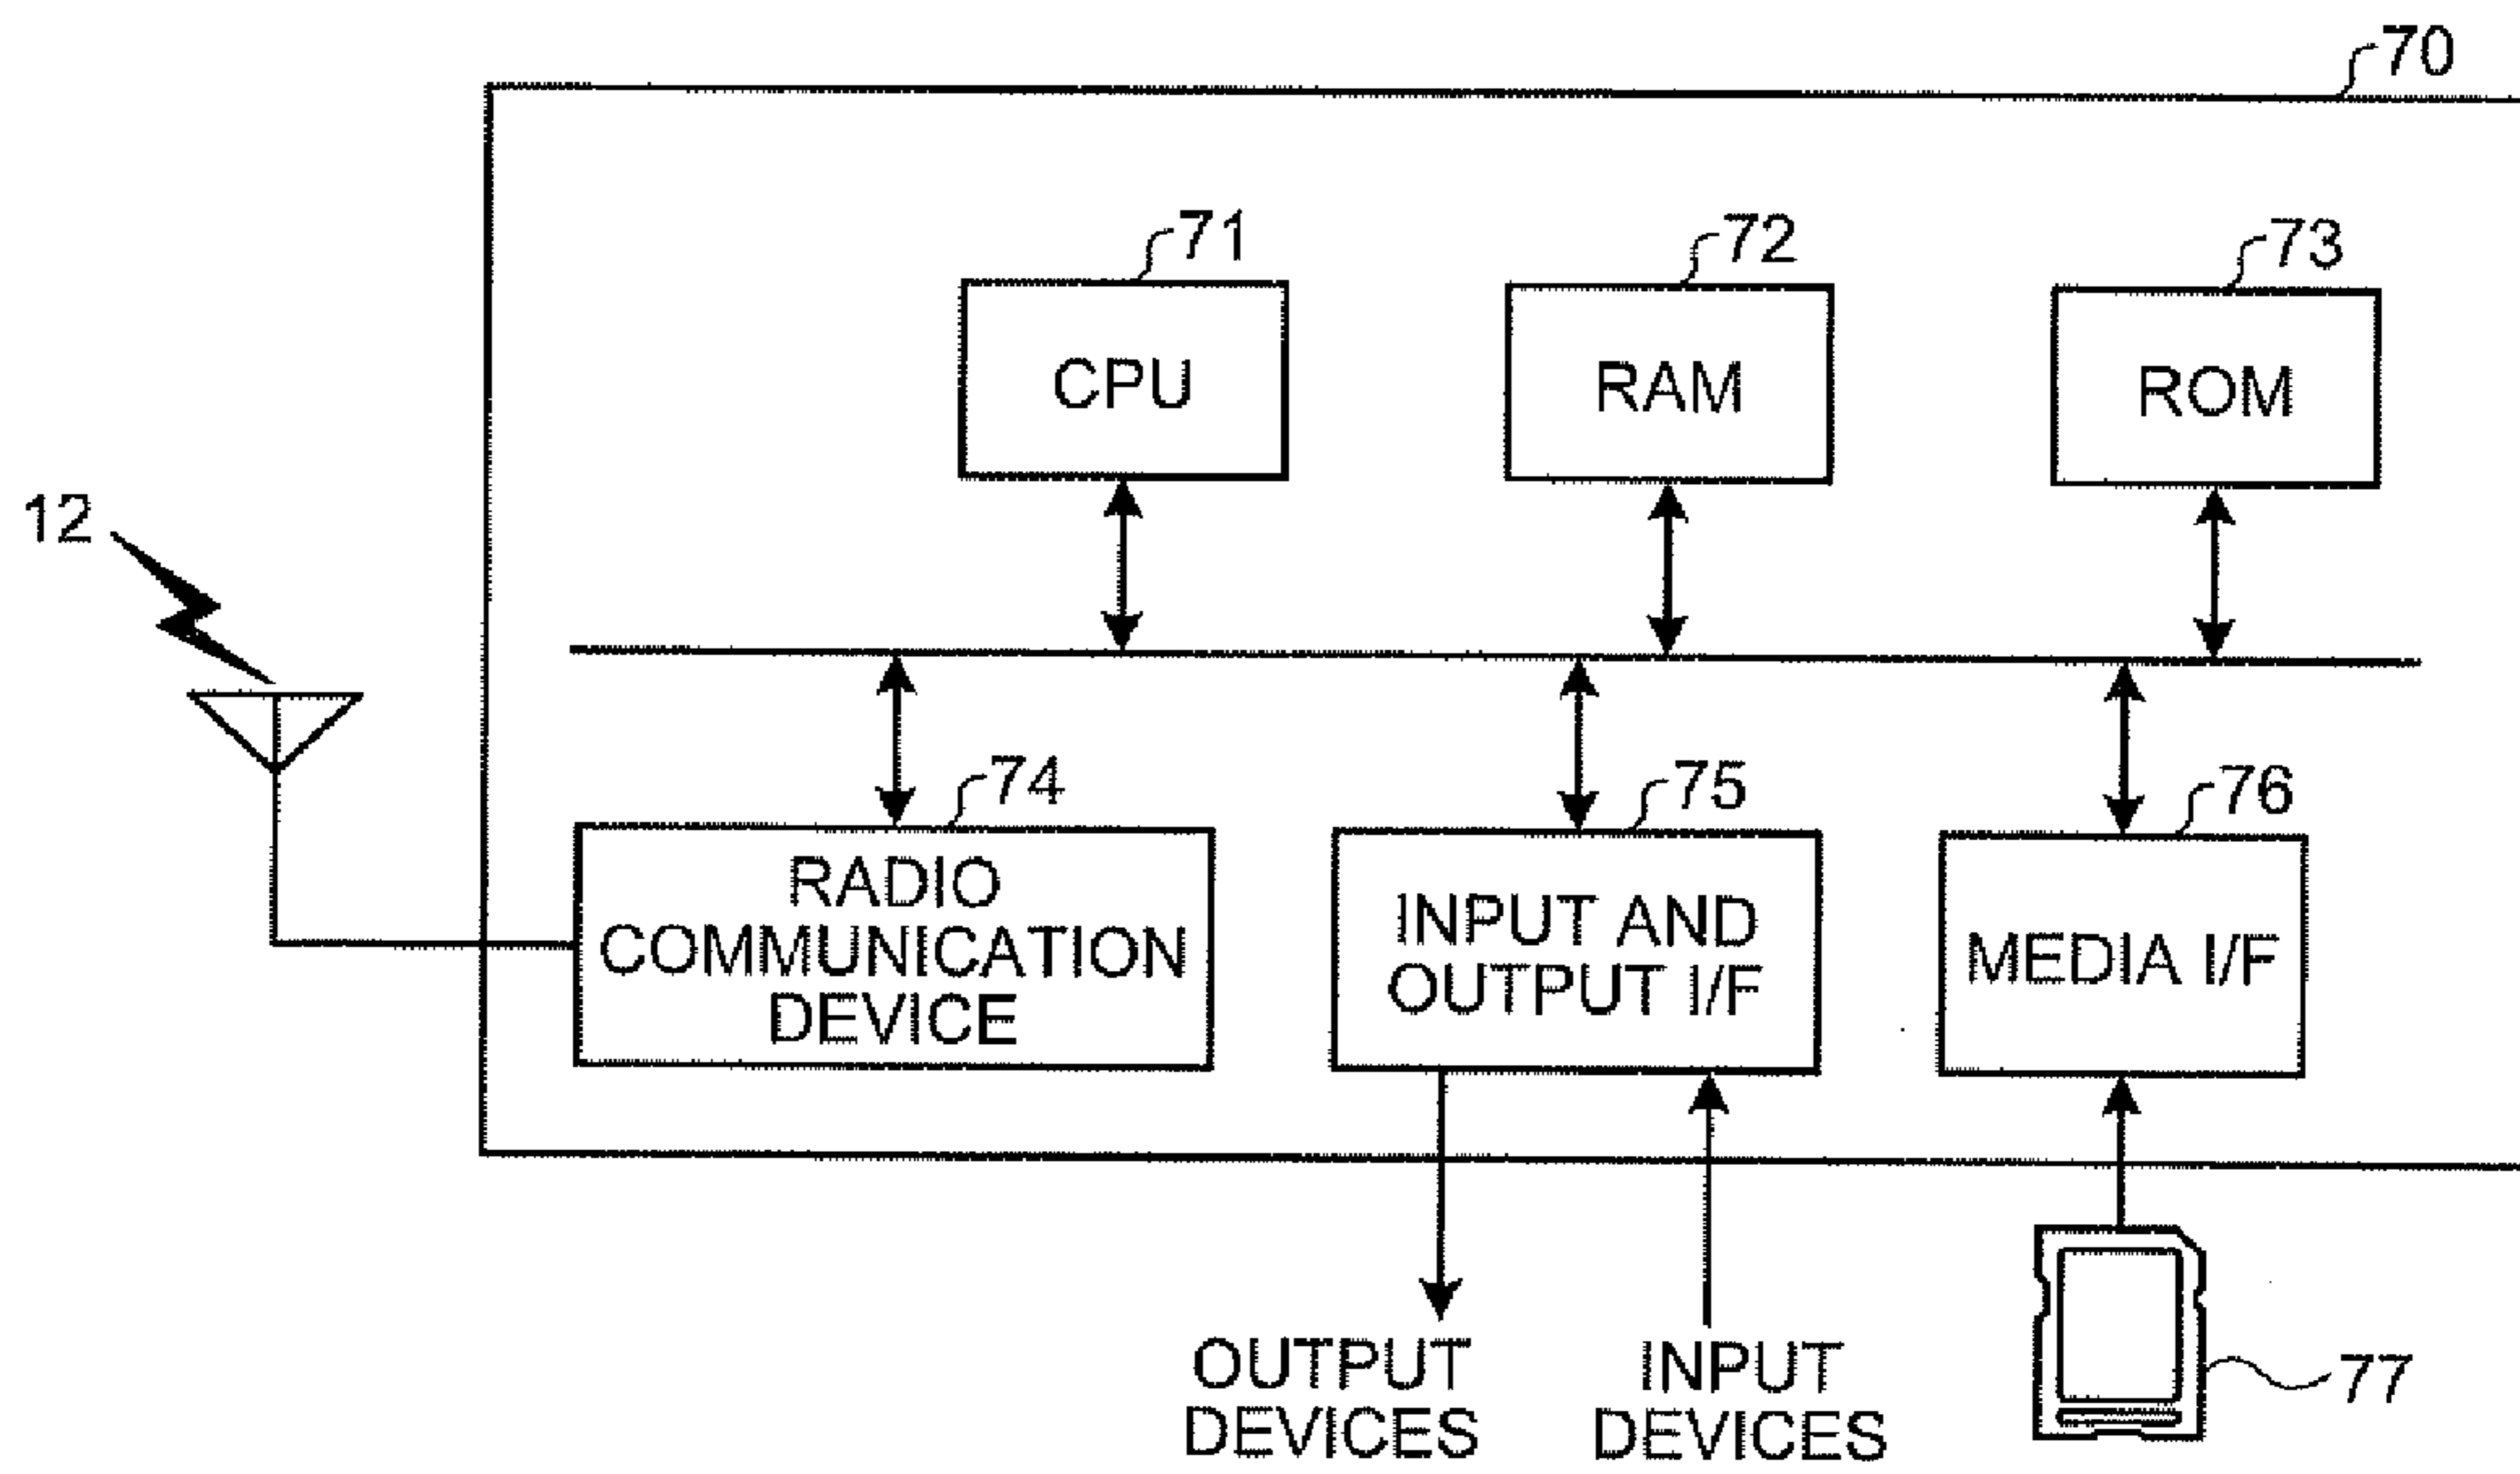 70
71
72
73
CPU
RAM
ROM
12
74
75
76
RADIO
COMMUNICATION
DEVICE
INPUT AND
OUTPUT I/F
MEDIA I/F
OUTPUT
DEVICES
INPUT
DEVICES
77